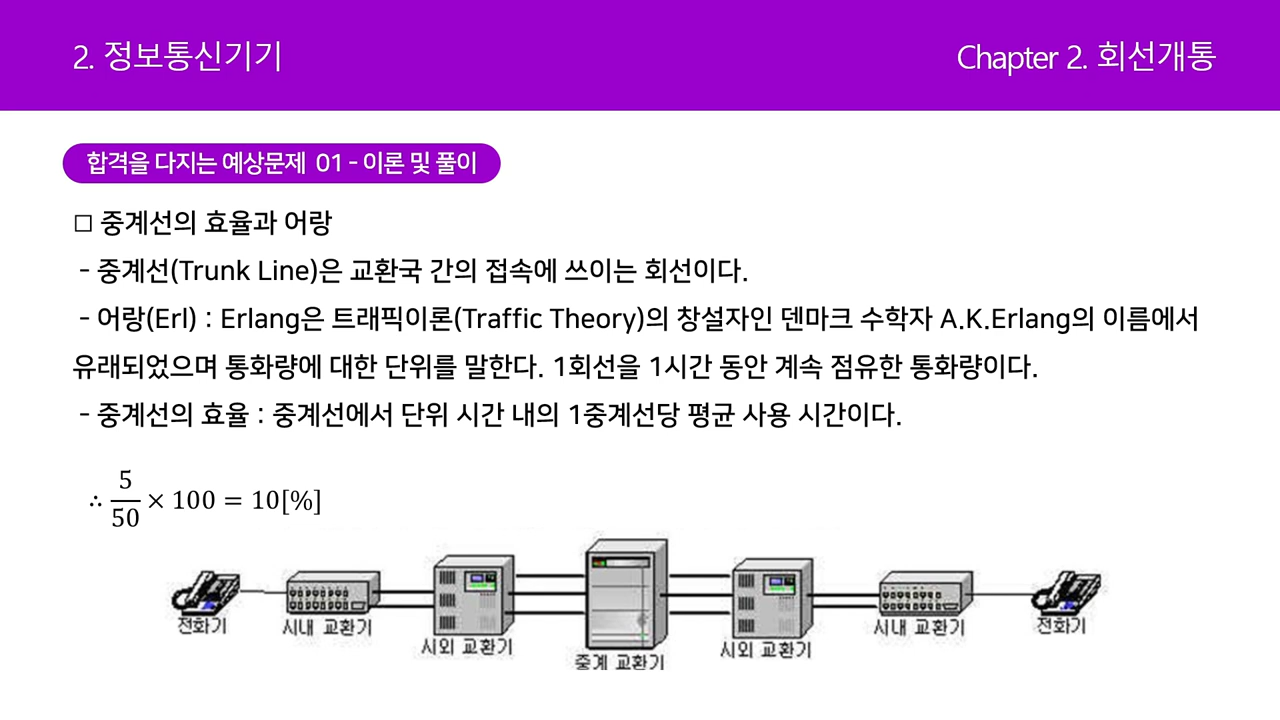 2. 정보통신기기
Chapter 2. 회선개통
합격을 다지는 예상문제 01 - 이론 및 풀이
□ 중계선의 효율과 어랑
- 중계선(Trunk Line)은 교환국 간의 접속에 쓰이는 회선이다.
- 어랑(Erl) : Erlang은 트래픽이론(Traffic Theory)의 창설자인 덴마크 수학자 A.K.Erlang의 이름에서
유래되었으며 통화량에 대한 단위를 말한다. 1회선을 1시간 동안 계속 점유한 통화량이다.
- 중계선의 효율 : 중계선에서 단위 시간 내의 1중계선당 평균 사용 시간이다.
∴ 5/50 × 100 = 10[%]
전화기
시내 교환기
시외 교환기
중계 교환기
시외 교환기
시내 교환기
전화기